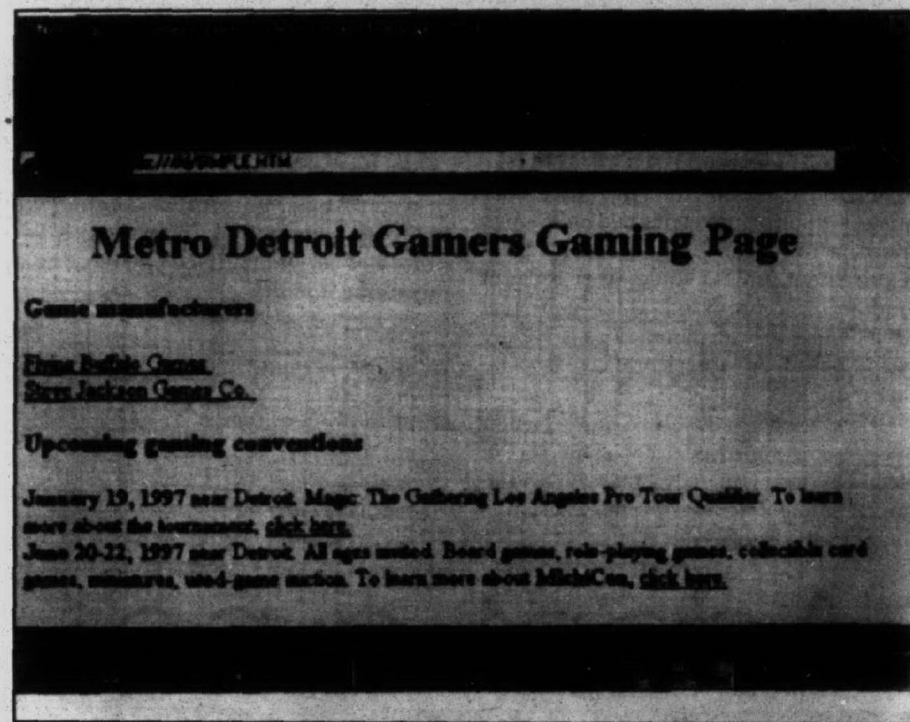 SIMPLE.HTM
Metro Detroit Gamers Gaming Page
Game manufacturers
Flying Buffalo Games
Steve Jackson Games Co.
Upcoming gaming conventions
January 19, 1997 near Detroit. Magic: The Gathering Los Angeles Pro Tour Qualifier. To learn
more about the tournament, click here.
June 20-22, 1997 near Detroit. All ages invited. Board games, role-playing games, collectible card
games, miniatures, used-game auction. To learn more about MichiCon, click here.